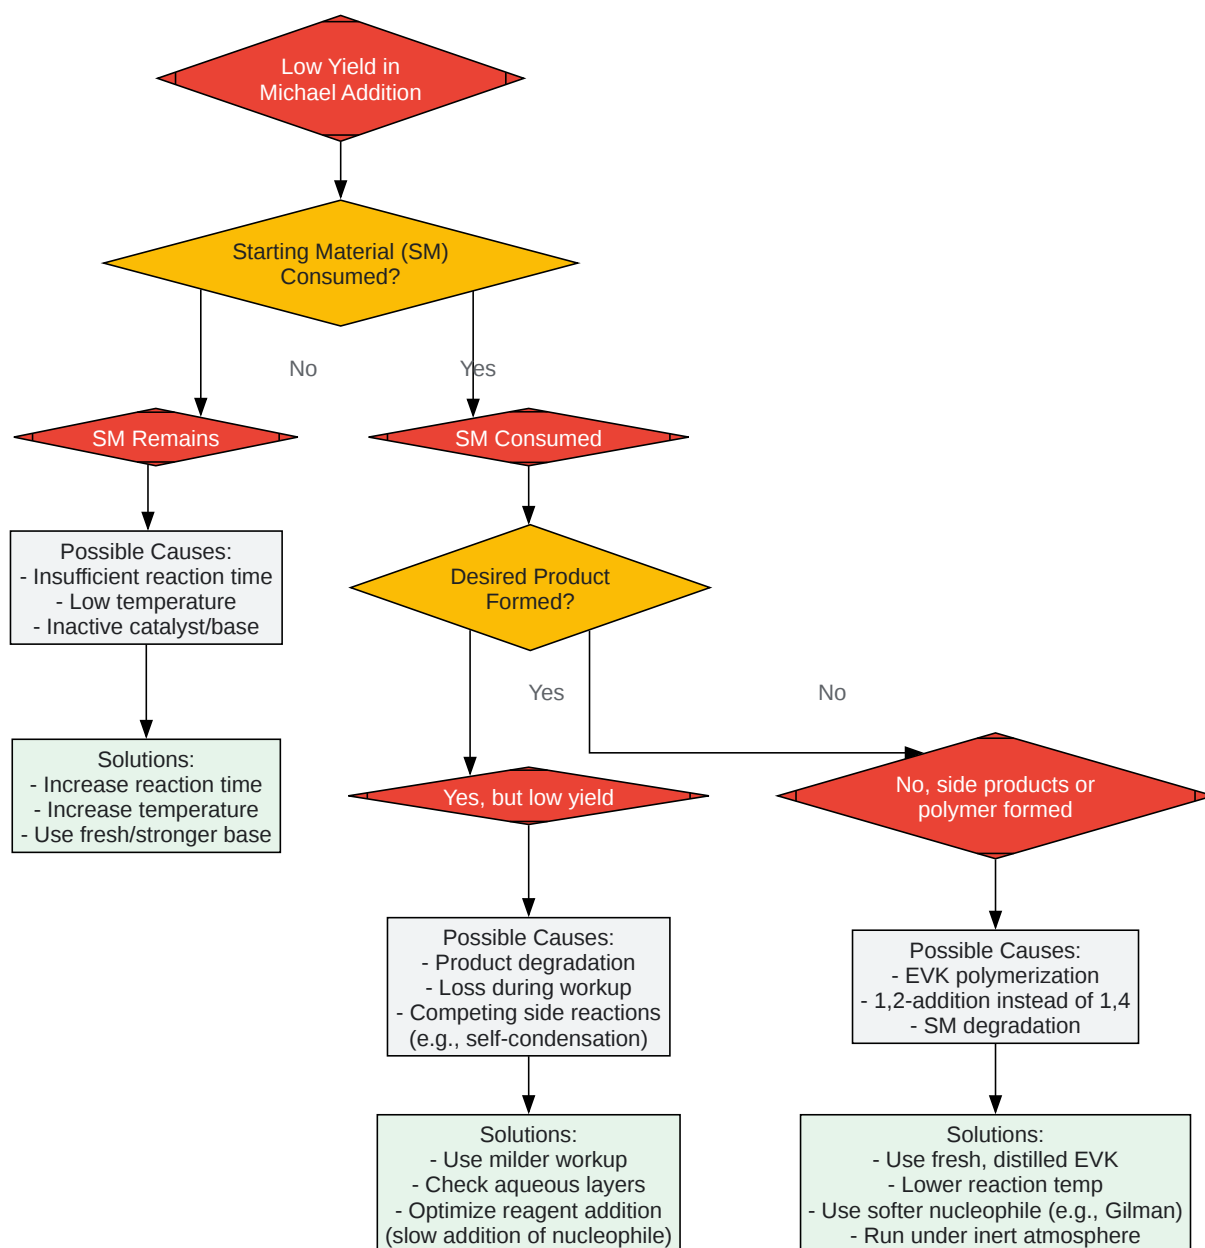 Low Yield in
Michael Addition
Starting Material (SM)
Consumed?
No
Yes
SM Remains
SM Consumed
Possible Causes:
- Insufficient reaction time
- Low temperature
- Inactive catalyst/base
Desired Product
Formed?
Yes
No
Solutions:
- Increase reaction time
- Increase temperature
- Use fresh/stronger base
Yes, but low yield
No, side products or
polymer formed
Possible Causes:
- Product degradation
- Loss during workup
- Competing side reactions
(e.g., self-condensation)
Possible Causes:
- EVK polymerization
- 1,2-addition instead of 1,4
- SM degradation
Solutions:
- Use milder workup
- Check aqueous layers
- Optimize reagent addition
(slow addition of nucleophile)
Solutions:
- Use fresh, distilled EVK
- Lower reaction temp
- Use softer nucleophile (e.g., Gilman)
- Run under inert atmosphere